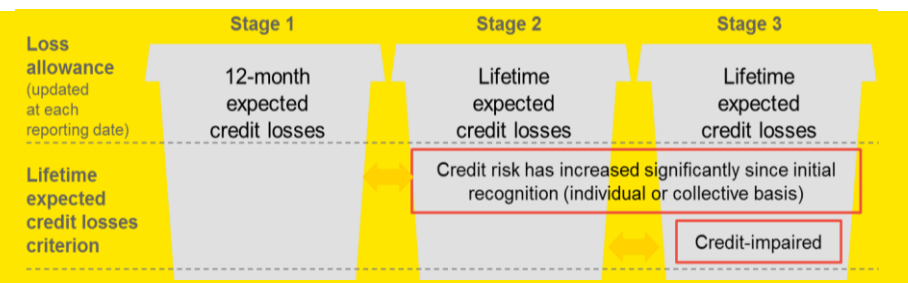 Stage 1
Stage 2
Stage 3
Loss
allowance
(updated
at each
reporting date)
12-month
expected
credit losses
Lifetime
expected
credit losses
Lifetime
expected
credit losses
Lifetime
expected
credit losses
criterion
Credit risk has increased significantly since initial
recognition (individual or collective basis)
Credit-impaired